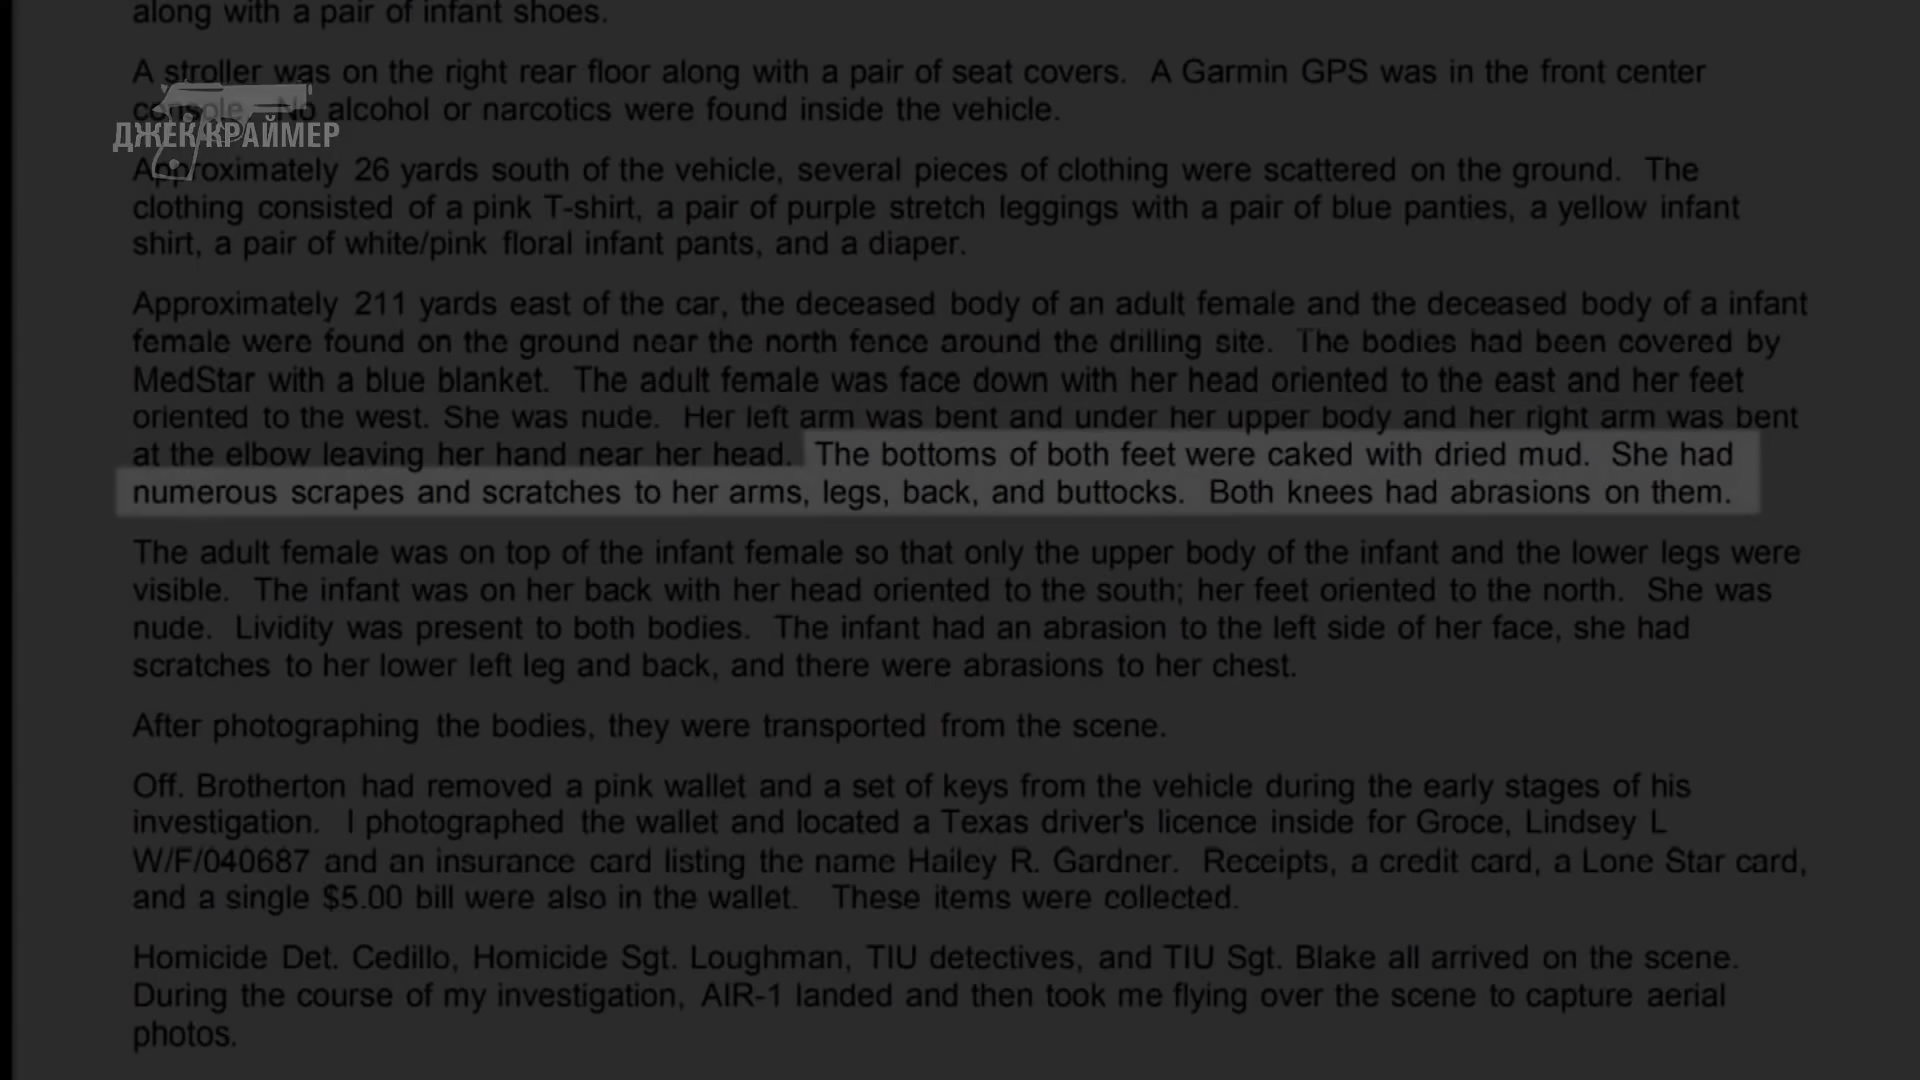 along with a pair of infant shoes.
A stroller was on the right rear floor along with a pair of seat covers. A Garmin GPS was in the front center
console. No alcohol or narcotics were found inside the vehicle.
ДЖЕК КРАЙМЕР
Approximately 26 yards south of the vehicle, several pieces of clothing were scattered on the ground. The
clothing consisted of a pink T-shirt, a pair of purple stretch leggings with a pair of blue panties, a yellow infant
shirt, a pair of white/pink floral infant pants, and a diaper.
Approximately 211 yards east of the car, the deceased body of an adult female and the deceased body of a infant
female were found on the ground near the north fence around the drilling site. The bodies had been covered by
MedStar with a blue blanket. The adult female was face down with her head oriented to the east and her feet
oriented to the west. She was nude. Her left arm was bent and under her upper body and her right arm was bent
at the elbow leaving her hand near her head. The bottoms of both feet were caked with dried mud. She had
numerous scrapes and scratches to her arms, legs, back, and buttocks. Both knees had abrasions on them.
The adult female was on top of the infant female so that only the upper body of the infant and the lower legs were
visible. The infant was on her back with her head oriented to the south; her feet oriented to the north. She was
nude. Lividity was present to both bodies. The infant had an abrasion to the left side of her face, she had
scratches to her lower left leg and back, and there were abrasions to her chest.
After photographing the bodies, they were transported from the scene.
Off. Brotherton had removed a pink wallet and a set of keys from the vehicle during the early stages of his
investigation. I photographed the wallet and located a Texas driver's licence inside for Groce, Lindsey L
W/F/040687 and an insurance card listing the name Hailey R. Gardner. Receipts, a credit card, a Lone Star card,
and a single $5.00 bill were also in the wallet. These items were collected.
Homicide Det. Cedillo, Homicide Sgt. Loughman, TIU detectives, and TIU Sgt. Blake all arrived on the scene.
During the course of my investigation, AIR-1 landed and then took me flying over the scene to capture aerial
photos.